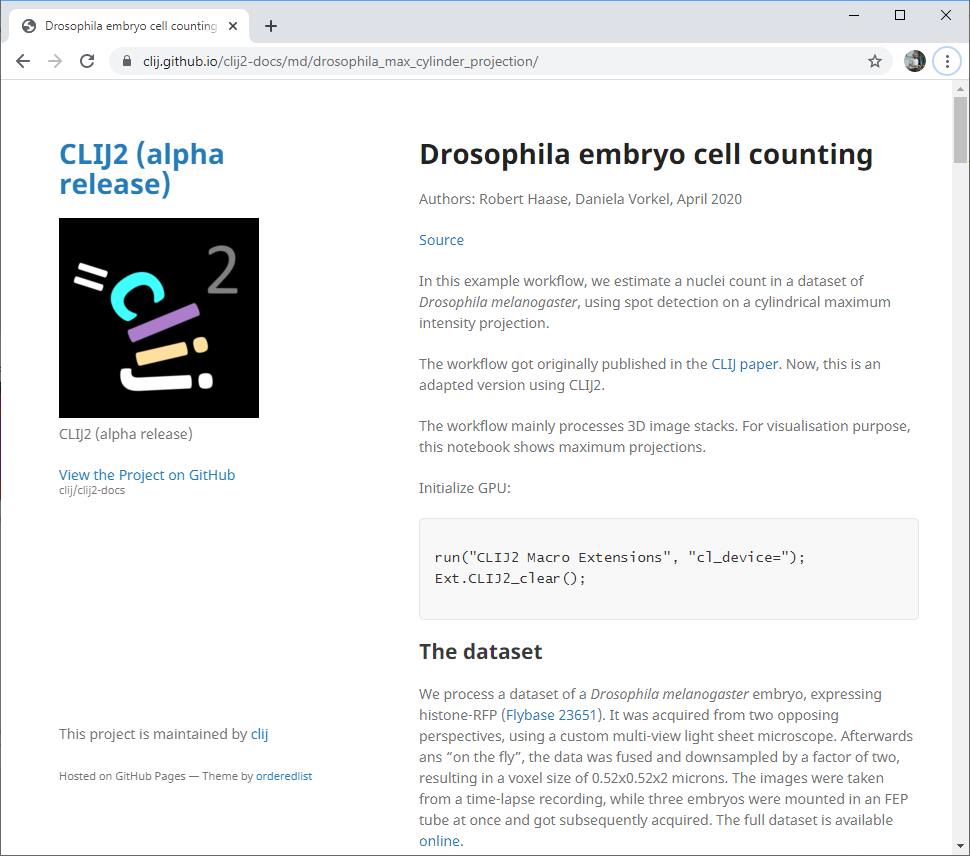 Drosophila embryo cell counting
clij.github.io/clij2-docs/md/drosophila_max_cylinder_projection/
CLIJ2 (alpha
release)
=clij
2
CLIJ2 (alpha release)
View the Project on GitHub
clij/clij2-docs
This project is maintained by clij
Hosted on GitHub Pages — Theme by orderedlist
Drosophila embryo cell counting
Authors: Robert Haase, Daniela Vorkel, April 2020
Source
In this example workflow, we estimate a nuclei count in a dataset of
Drosophila melanogaster, using spot detection on a cylindrical maximum
intensity projection.
The workflow got originally published in the CLIJ paper. Now, this is an
adapted version using CLIJ2.
The workflow mainly processes 3D image stacks. For visualisation purpose,
this notebook shows maximum projections.
Initialize GPU:
run("CLIJ2 Macro Extensions", "cl_device=");
Ext.CLIJ2_clear();
The dataset
We process a dataset of a Drosophila melanogaster embryo, expressing
histone-RFP (Flybase 23651). It was acquired from two opposing
perspectives, using a custom multi-view light sheet microscope. Afterwards
ans “on the fly”, the data was fused and downsampled by a factor of two,
resulting in a voxel size of 0.52x0.52x2 microns. The images were taken
from a time-lapse recording, while three embryos were mounted in an FEP
tube at once and got subsequently acquired. The full dataset is available
online.